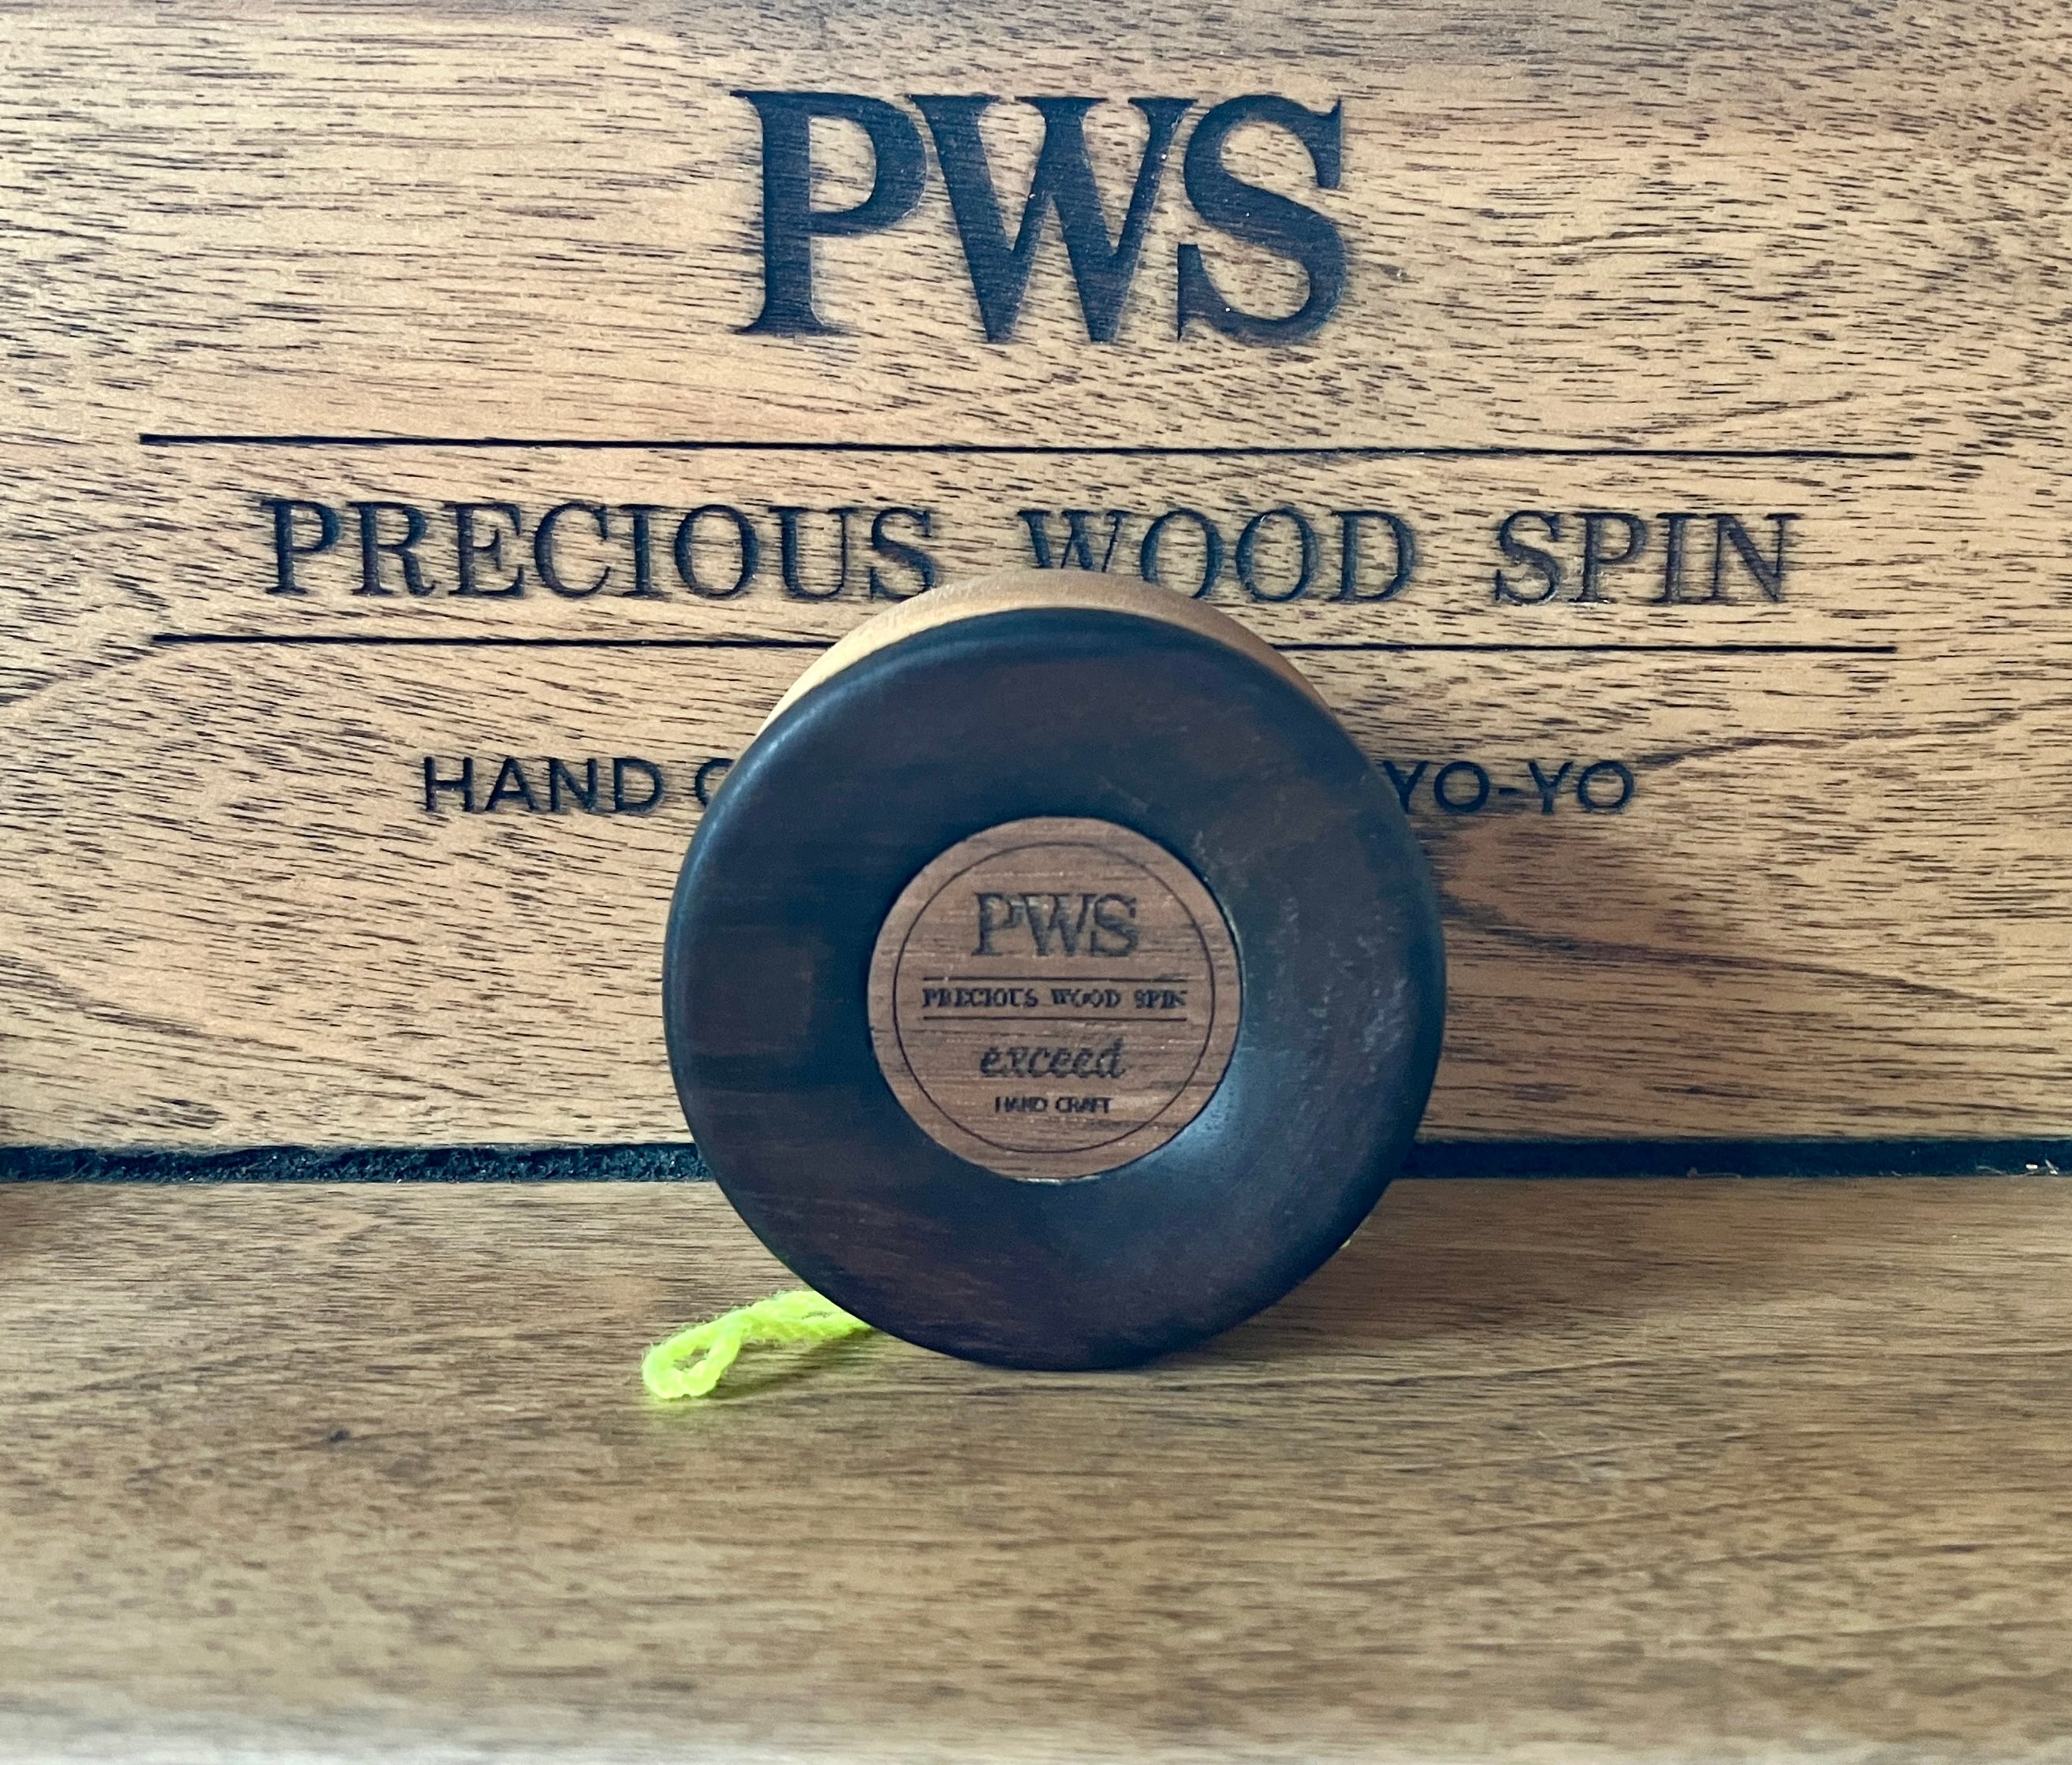 PWS
PRECIOUS WOOD SPIN
HAND YO-YO
PWS
PRECIOUS WOOD SPIN
exceed
HAND CRAFT